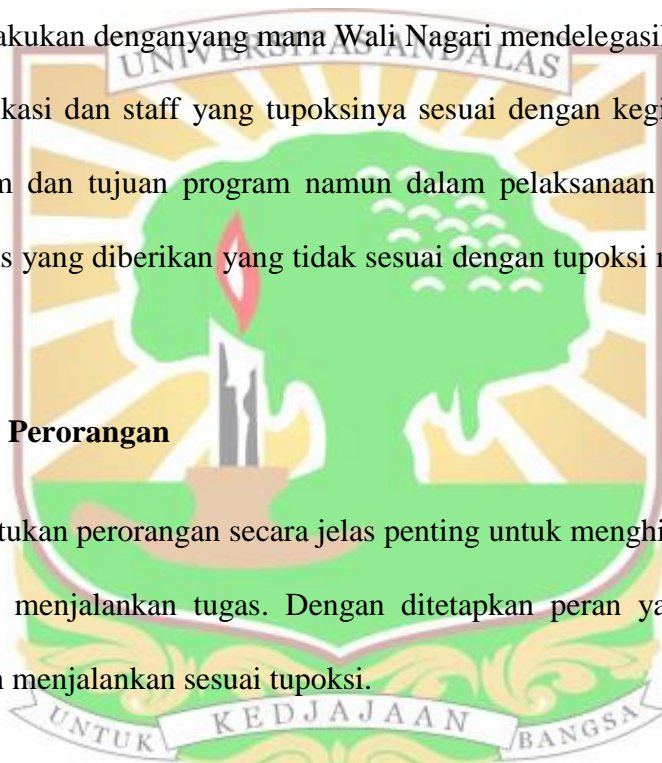 akukan denganyang mana Wali Nagari mendelegasi
UNIVERSITAS ANDALAS
kasi dan staff yang tupoksinya sesuai dengan kegi
m dan tujuan program namun dalam pelaksanaan
as yang diberikan yang tidak sesuai dengan tupoksi
Perorangan
tukan perorangan secara jelas penting untuk menghi
menjalankan tugas. Dengan ditetapkan peran ya
n menjalankan sesuai tupoksi.
UNTUK KEDJAJAAN BANGSA